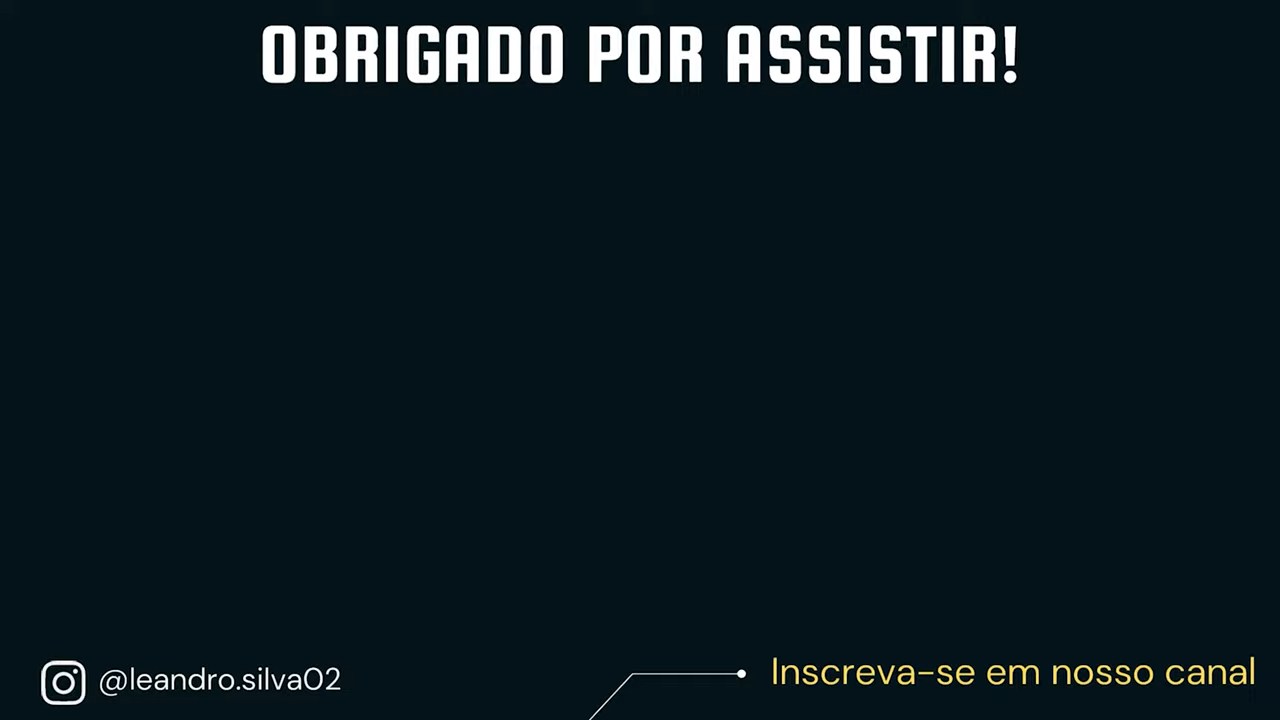 OBRIGADO POR ASSISTIR!
@leandro.silva02
Inscreva-se em nosso canal